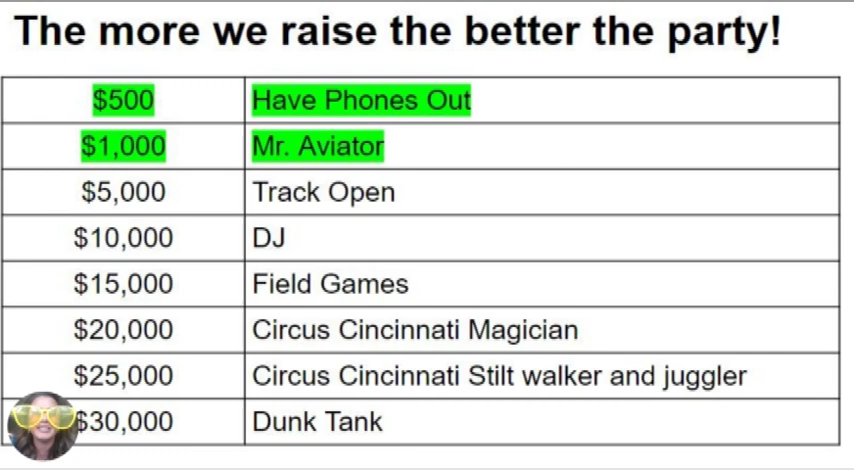 The more we raise the better the party!
$500 Have Phones Out
$1,000 Mr. Aviator
$5,000 Track Open
$10,000 DJ
$15,000 Field Games
$20,000 Circus Cincinnati Magician
$25,000 Circus Cincinnati Stilt walker and juggler
$30,000 Dunk Tank